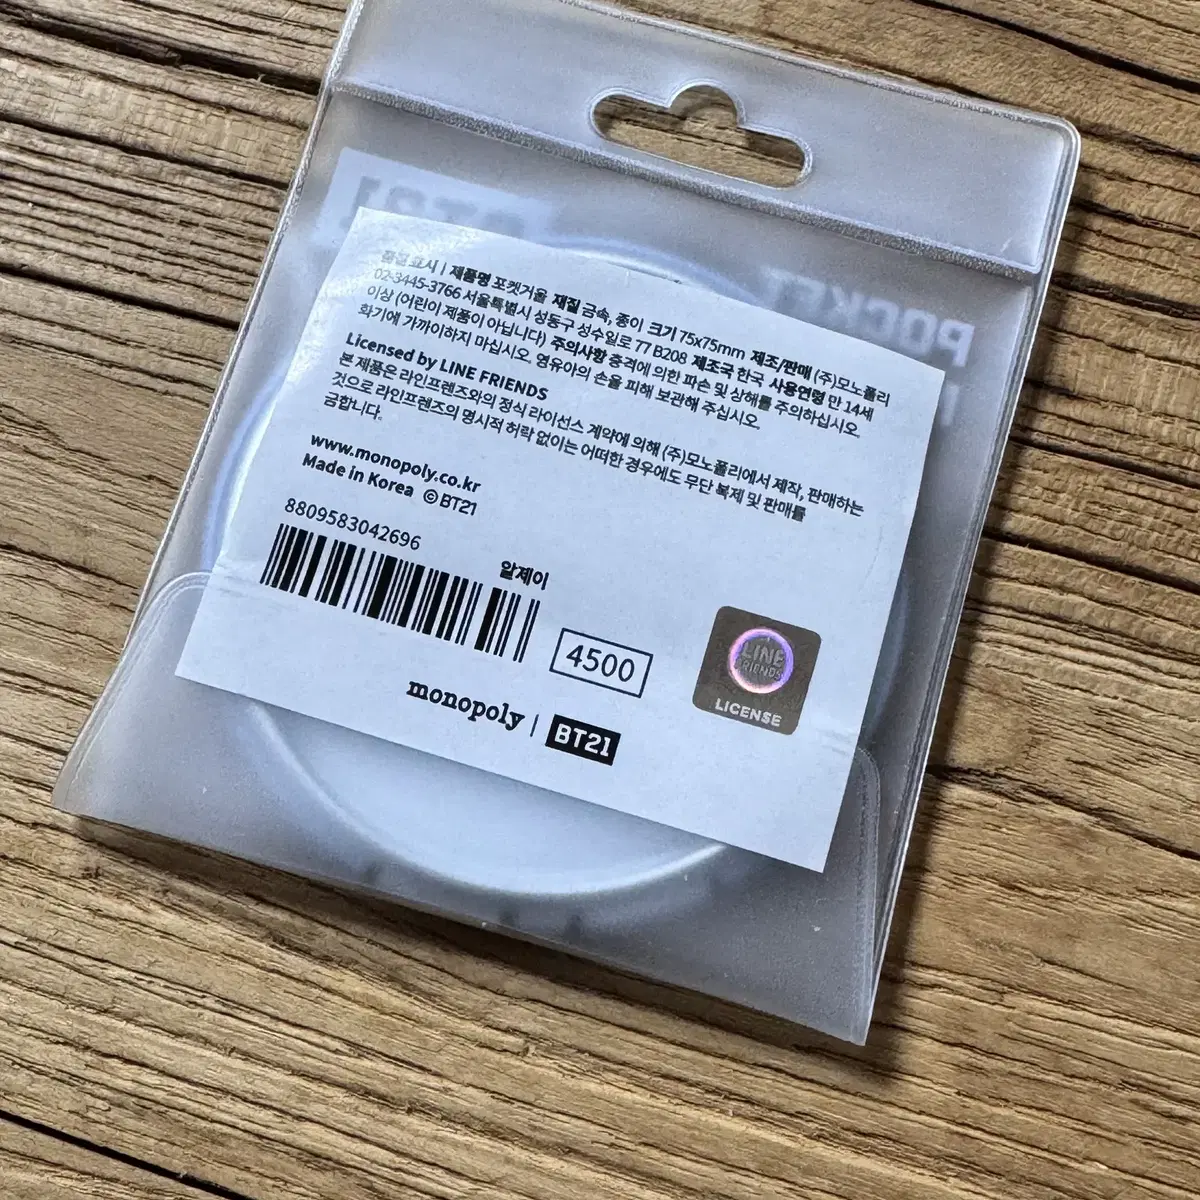 BT21
POCKET
품질표시 | 제품명 포켓거울 재질 금속, 종이 크기 75x75mm 제조/판매 (주)모노폴리
02-3445-3766 서울특별시 성동구 성수일로 77 B208 제조국 한국 사용연령 만 14세
이상 (어린이 제품이 아닙니다) 주의사항 충격에 의한 파손 및 상해를 주의하십시오.
화기에 가까이하지 마십시오. 영유아의 손을 피해 보관해 주십시오.
Licensed by LINE FRIENDS
본 제품은 라인프렌즈와의 정식 라이선스 계약에 의해 (주)모노폴리에서 제작, 판매하는
것으로 라인프렌즈의 명시적 허락 없이는 어떠한 경우에도 무단 복제 및 판매를
금합니다.
www.monopoly.co.kr
Made in Korea ⓒBT21
8809583042696
알제이
4500
LINE
FRIENDS
LICENSE
monopoly | BT21